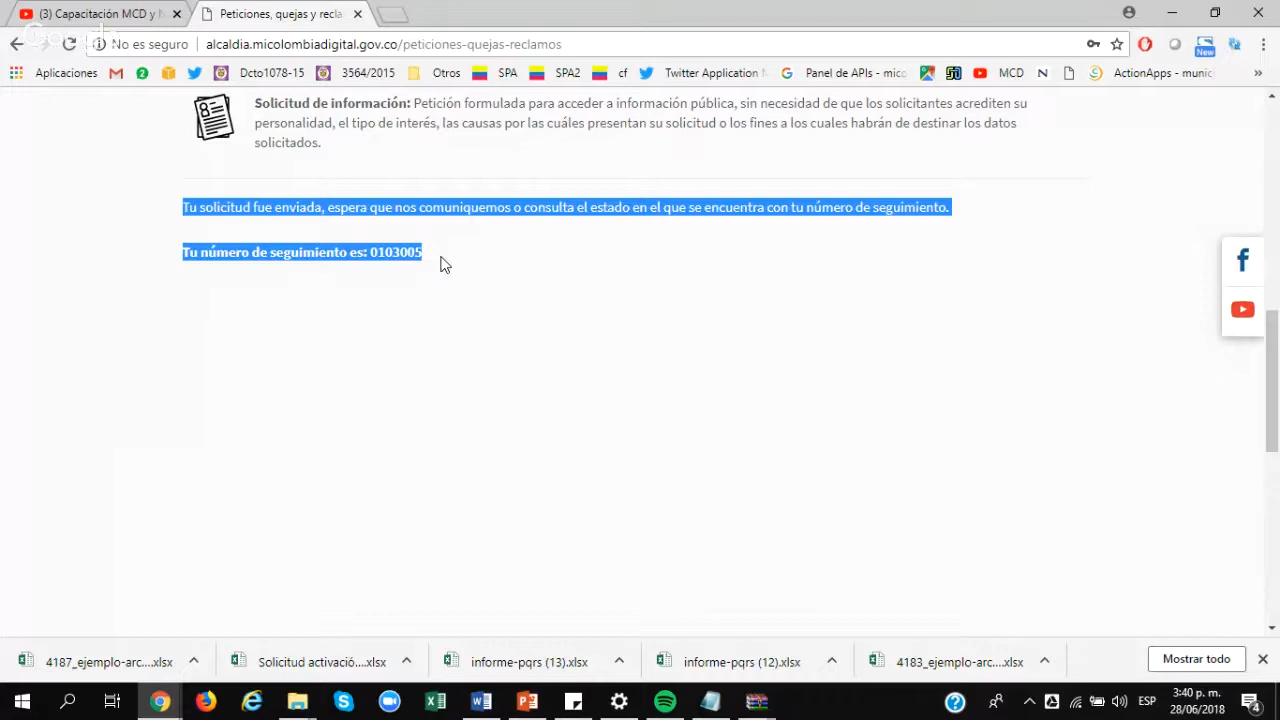 (3) Capacitación MCD y
Peticiones, quejas y recla
Google
No es seguro
alcaldia.micolombiadigital.gov.co/peticiones-quejas-reclamos
New
Aplicaciones
2
Dcto1078-15
3564/2015
Otros
SPA
SPA2
cf
Twitter Application
Panel de APIs - mic
MCD
N
ActionApps - munic
»
Solicitud de información: Petición formulada para acceder a información pública, sin necesidad de que los solicitantes acrediten su
personalidad, el tipo de interés, las causas por las cuáles presentan su solicitud o los fines a los cuales habrán de destinar los datos
solicitados.
Tu solicitud fue enviada, espera que nos comuniquemos o consulta el estado en el que se encuentra con tu número de seguimiento.
Tu número de seguimiento es: 0103005
4187_ejemplo-arc....xlsx
Solicitud activació....xlsx
informe-pqrs (13).xlsx
informe-pqrs (12).xlsx
4183_ejemplo-arc....xlsx
Mostrar todo
ESP
3:40 p. m.
28/06/2018
4